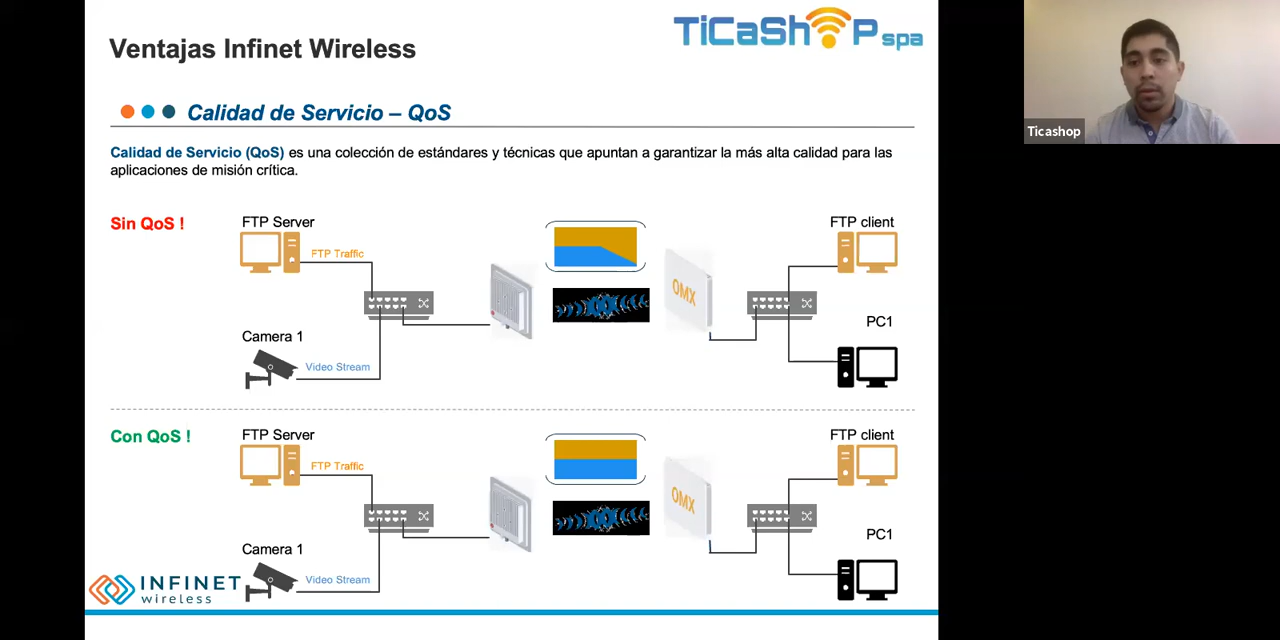 Ventajas Infinet Wireless
TiCaShOP spa
Calidad de Servicio – QoS
Calidad de Servicio (QoS) es una colección de estándares y técnicas que apuntan a garantizar la más alta calidad para las
aplicaciones de misión crítica.
Ticashop
Sin QoS !
FTP Server
FTP client
FTP Traffic
OMX
PC1
Camera 1
Video Stream
Con QoS !
FTP Server
FTP client
FTP Traffic
OMX
PC1
Camera 1
Video Stream
INFINET
wireless